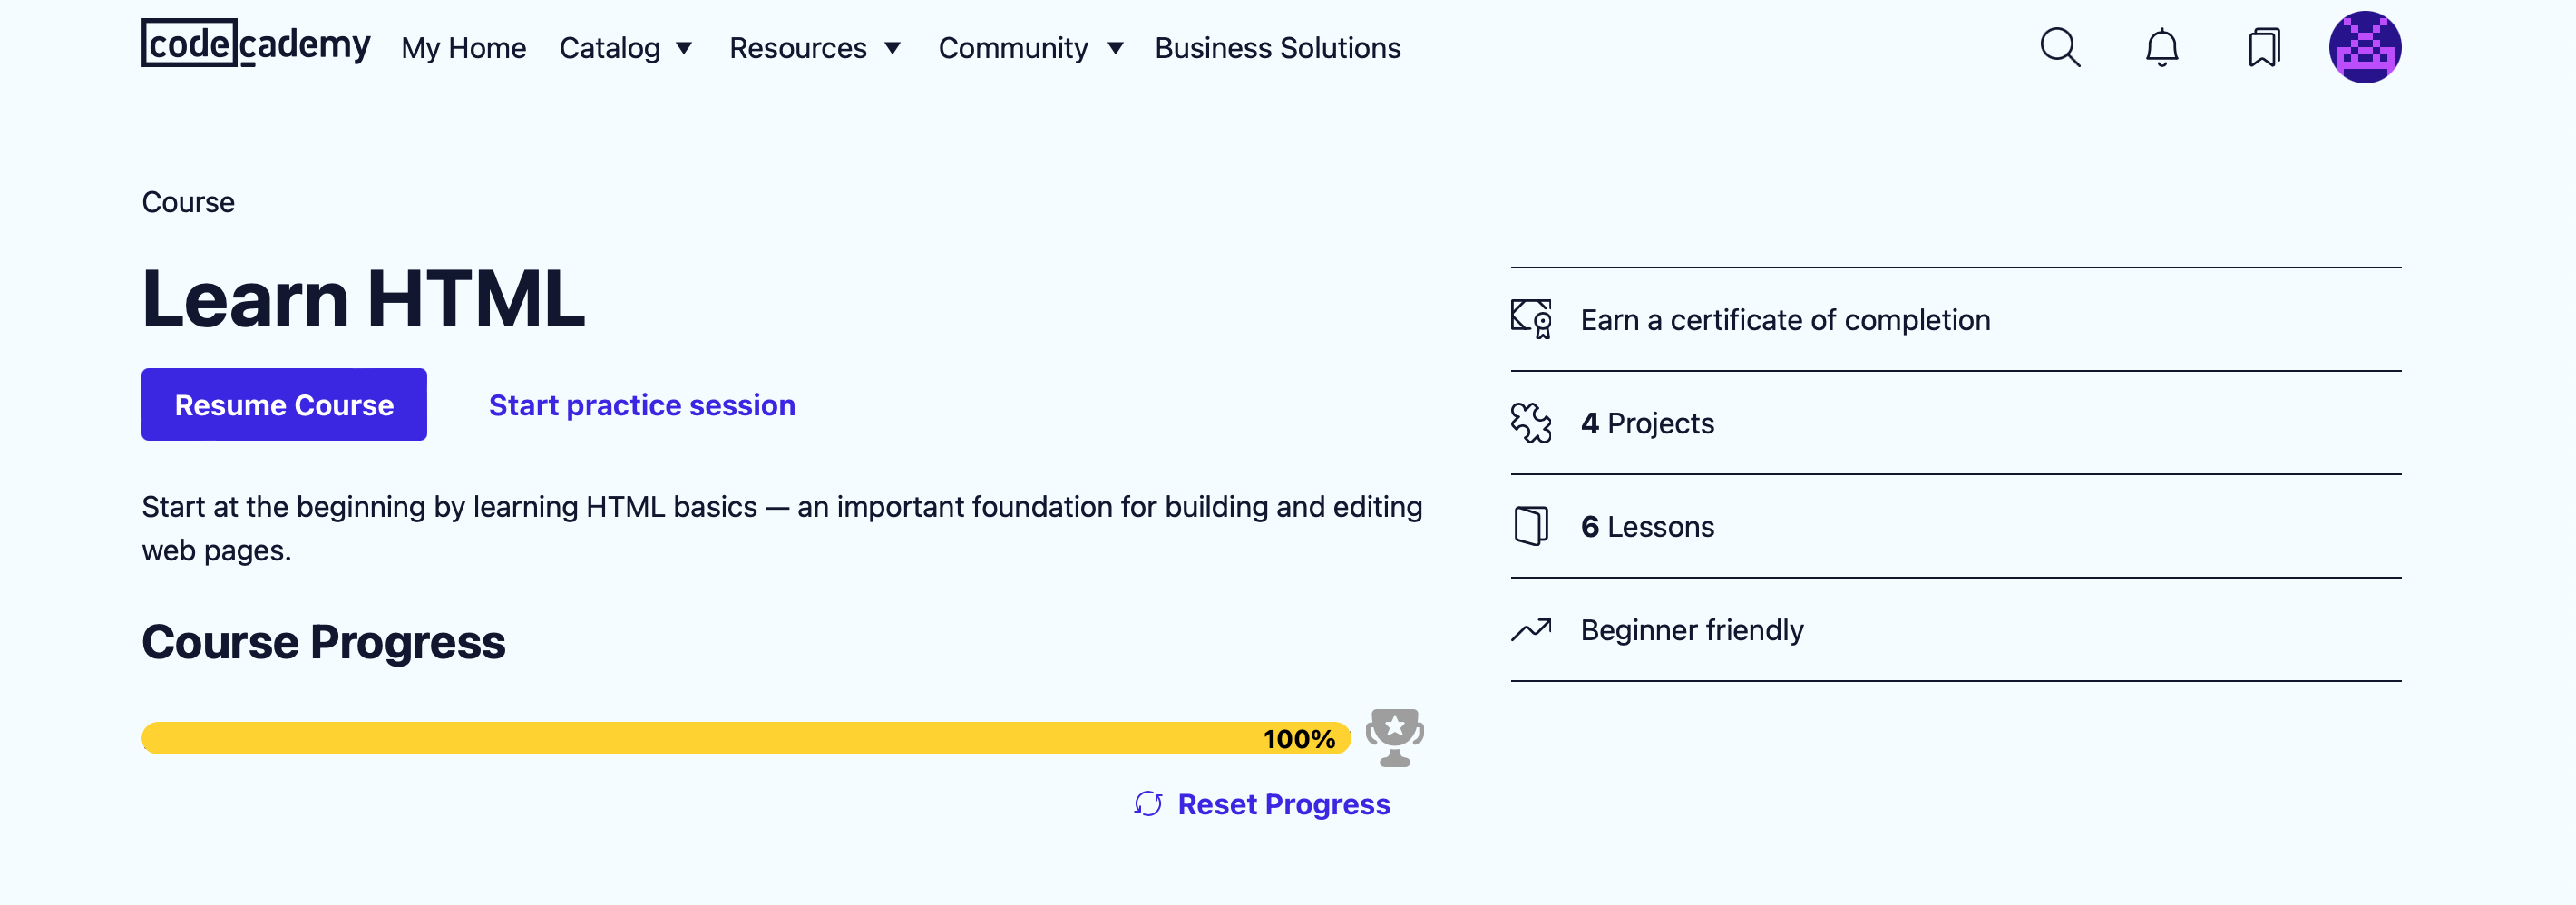 codecademy My Home Catalog Resources Community Business Solutions
Course
Learn HTML
Resume Course Start practice session
Start at the beginning by learning HTML basics — an important foundation for building and editing
web pages.
Course Progress
100%
Reset Progress
Earn a certificate of completion
4 Projects
6 Lessons
Beginner friendly